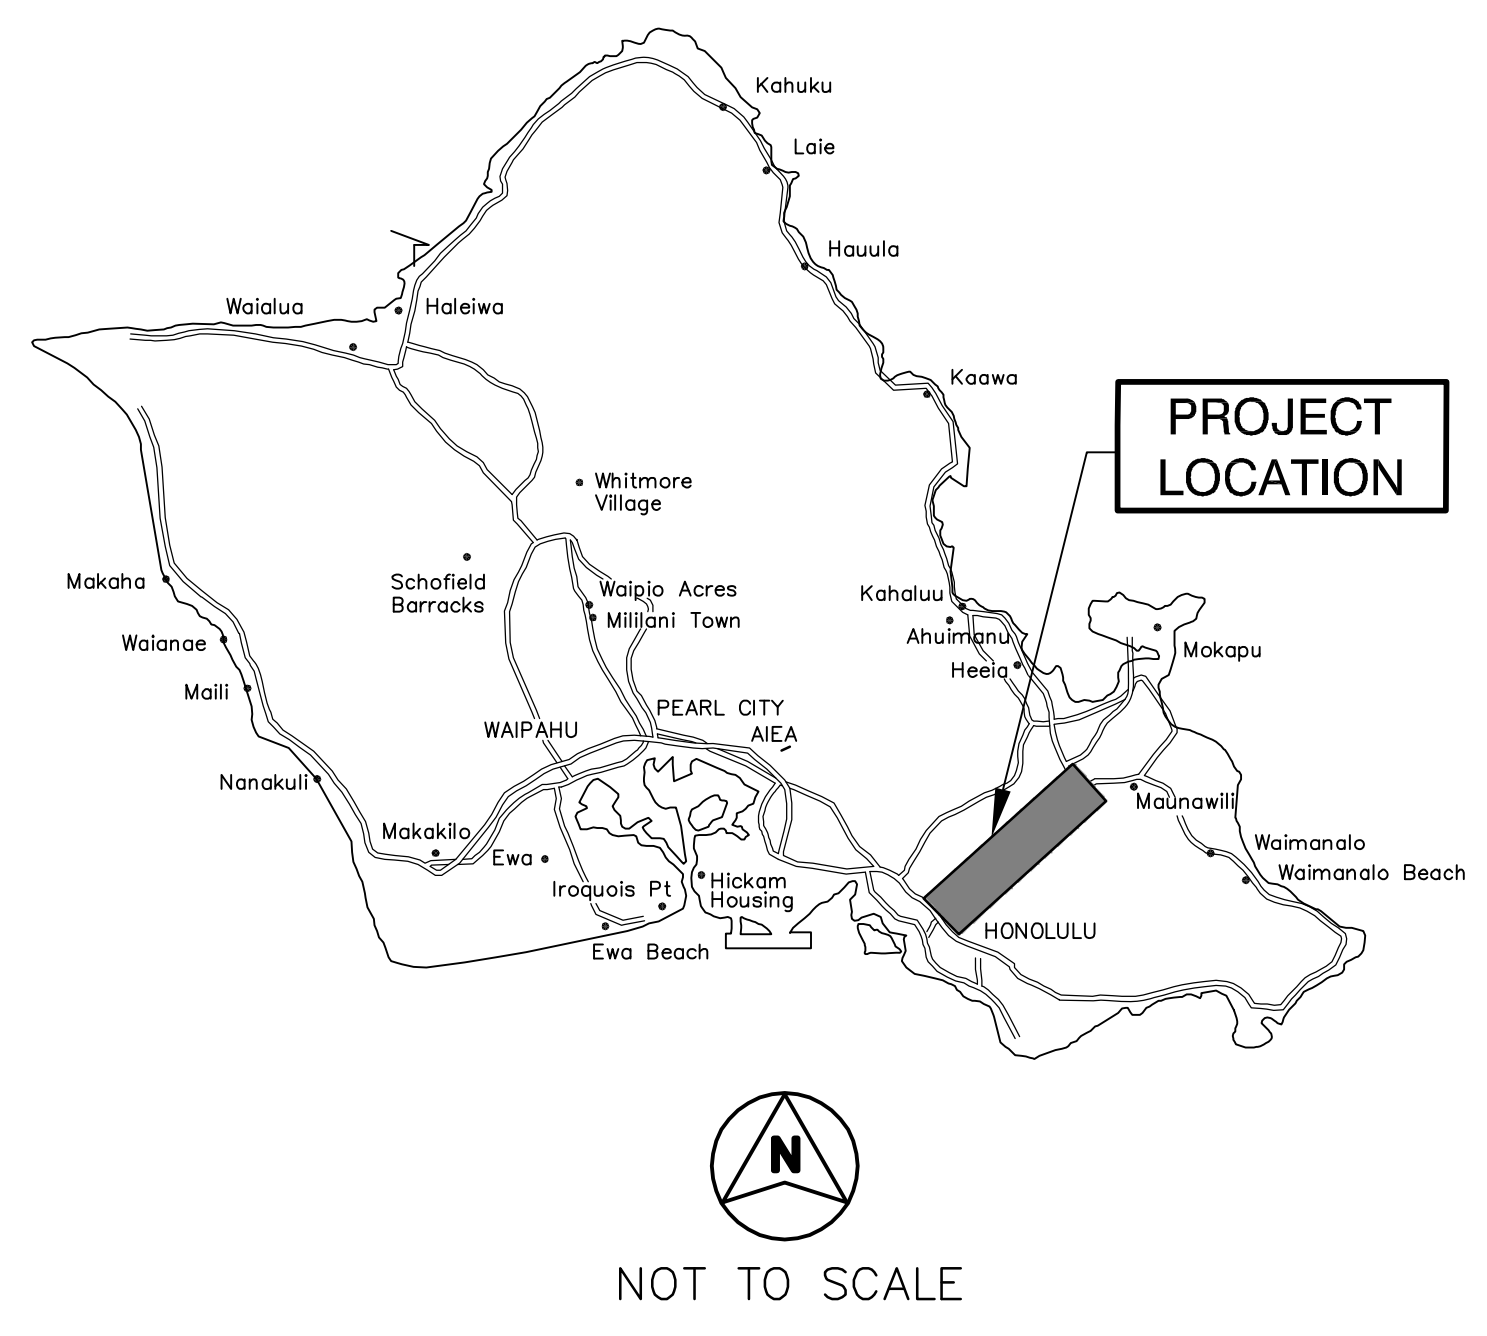 Kahuku
Laie
Hauula
Waialua
Haleiwa
Kaawa
PROJECT
LOCATION
Whitmore
Village
Makaha
Schofield
Barracks
Waipio Acres
Mililani Town
Kahaluu
Ahuimanu
Heeia
Mokapu
Waianae
Maili
PEARL CITY
WAIPAHU
AIEA
Nanakuli
Maunawili
Makakilo
Ewa
Waimanalo
Waimanalo Beach
Iroquois Pt
Hickam
Housing
HONOLULU
Ewa Beach
N
NOT TO SCALE